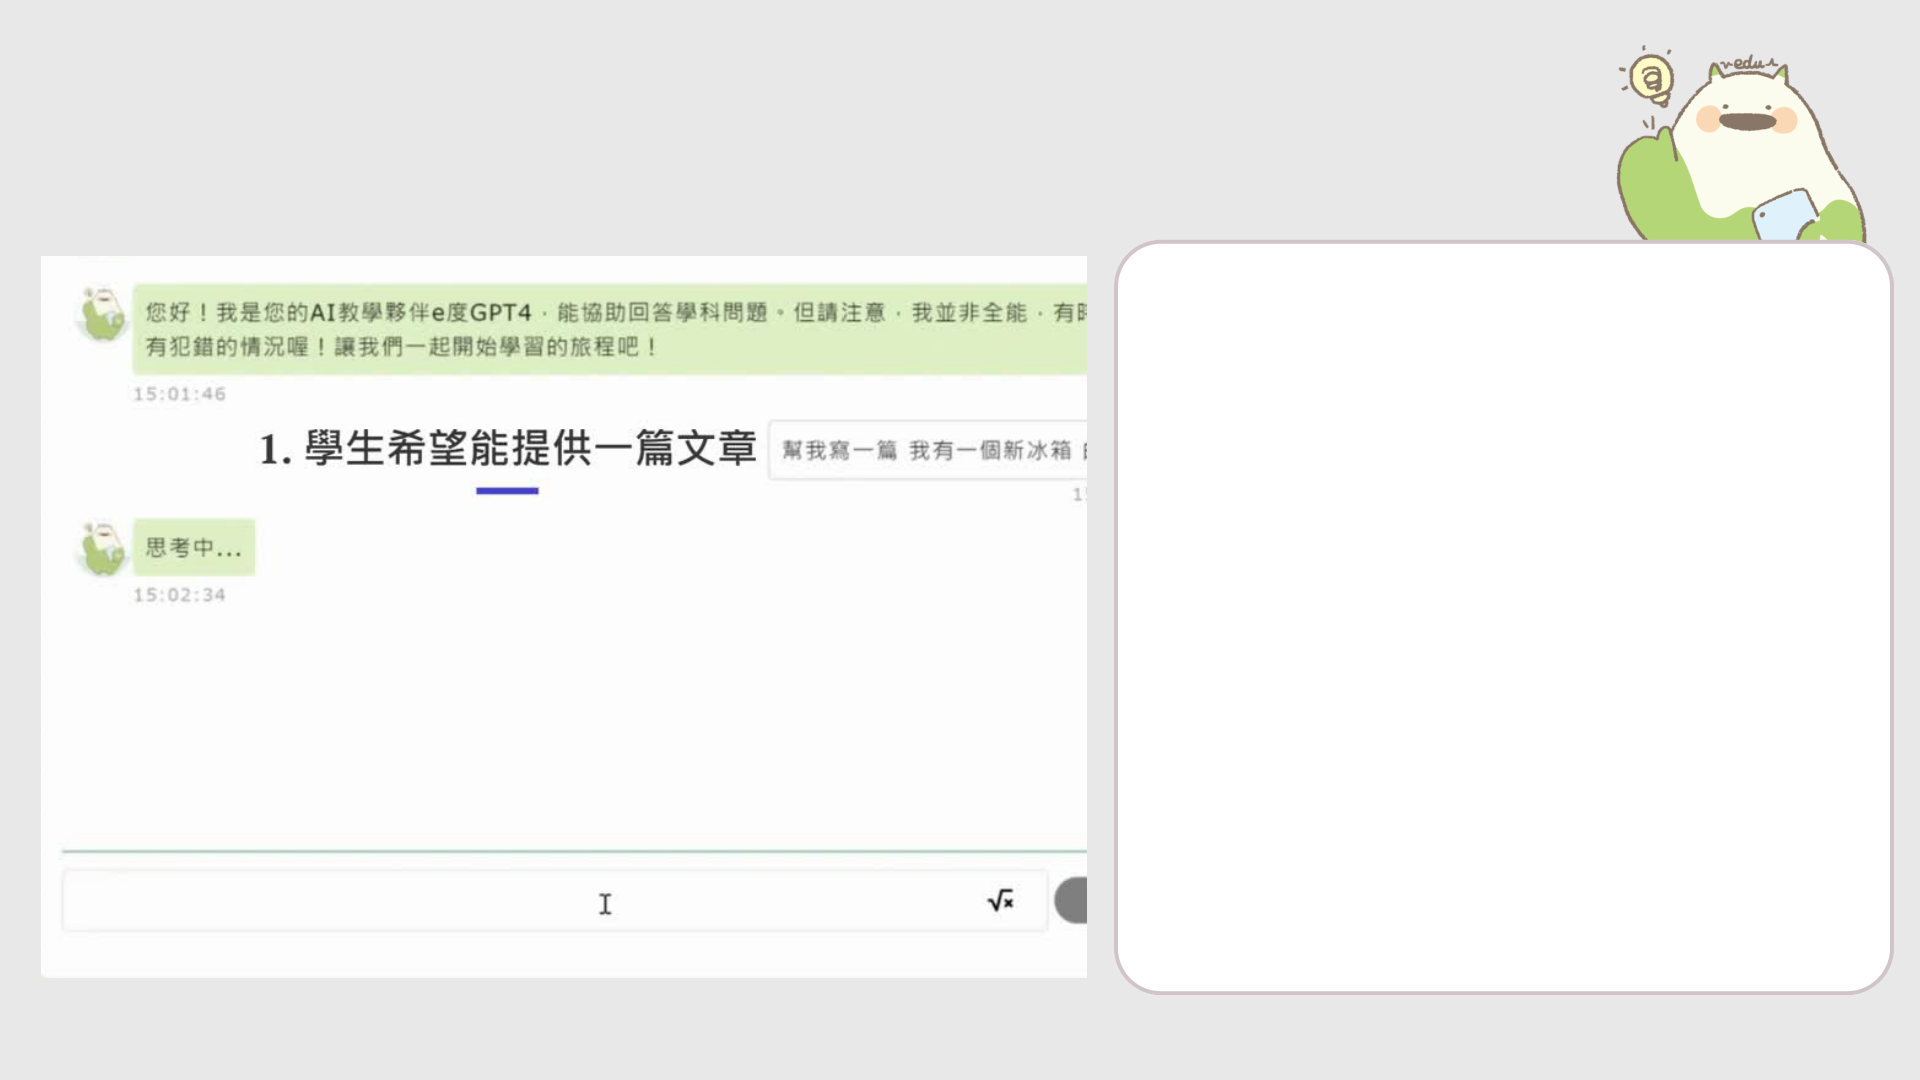 edu
您好！我是您的AI教學夥伴e度GPT4，能協助回答學科問題。但請注意，我並非全能，有時
有犯錯的情況喔！讓我們一起開始學習的旅程吧！
15:01:46
1. 學生希望能提供一篇文章
幫我寫一篇 我有一個新冰箱
思考中...
15:02:34
√x